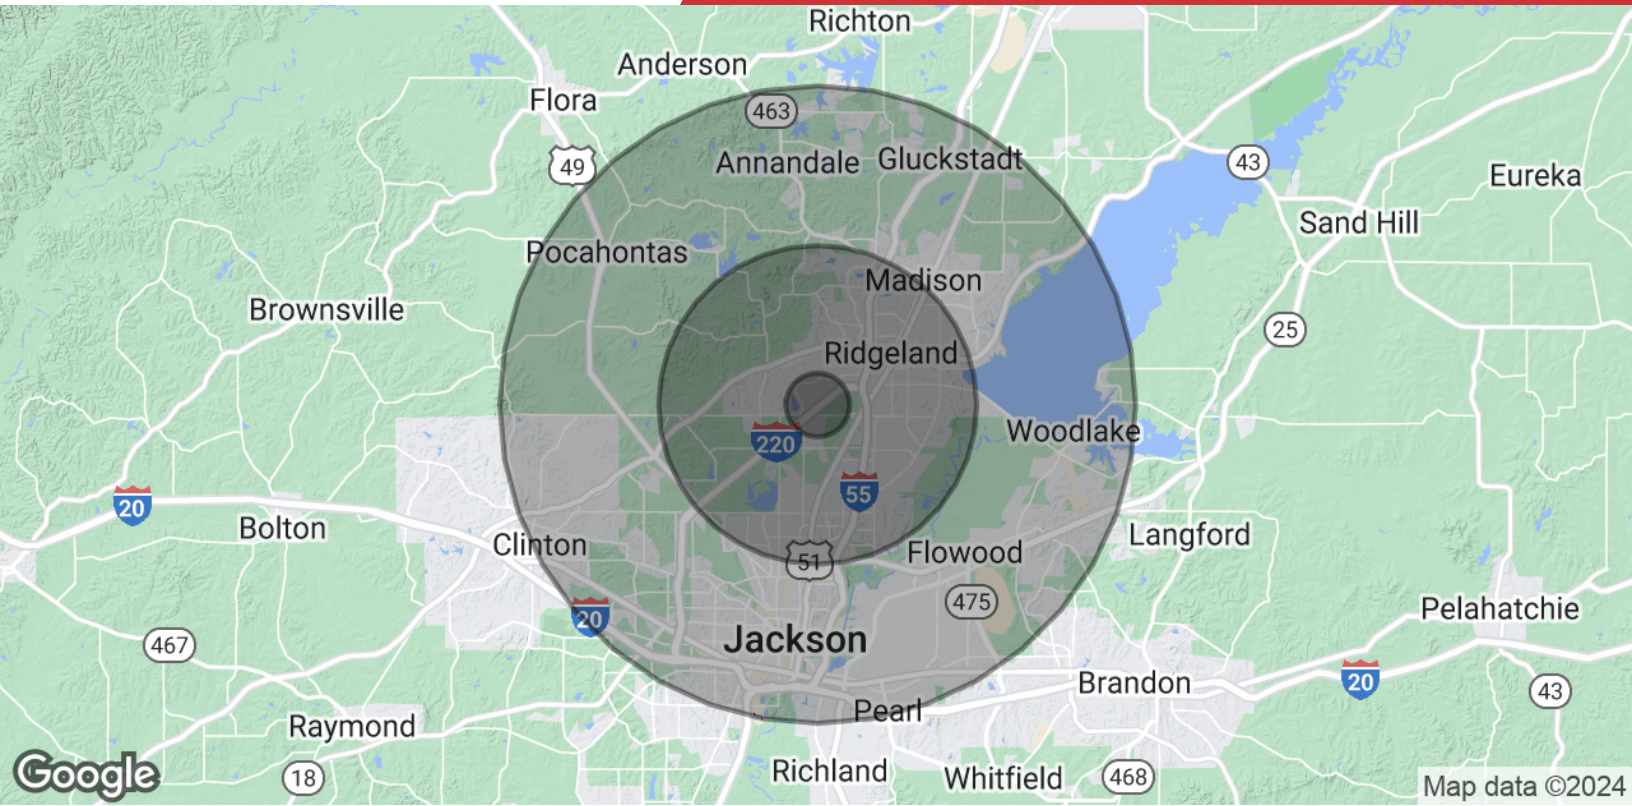 Richton
Anderson
Flora
463
Annandale
Gluckstadt
49
43
Eureka
Sand Hill
Pocahontas
Madison
Brownsville
25
Ridgeland
Woodlake
220
55
20
Bolton
Clinton
51
Flowood
Langford
475
20
Pelahatchie
467
Jackson
Brandon
20
43
Pearl
Raymond
Richland
Whitfield
468
18
Google
Map data ©2024